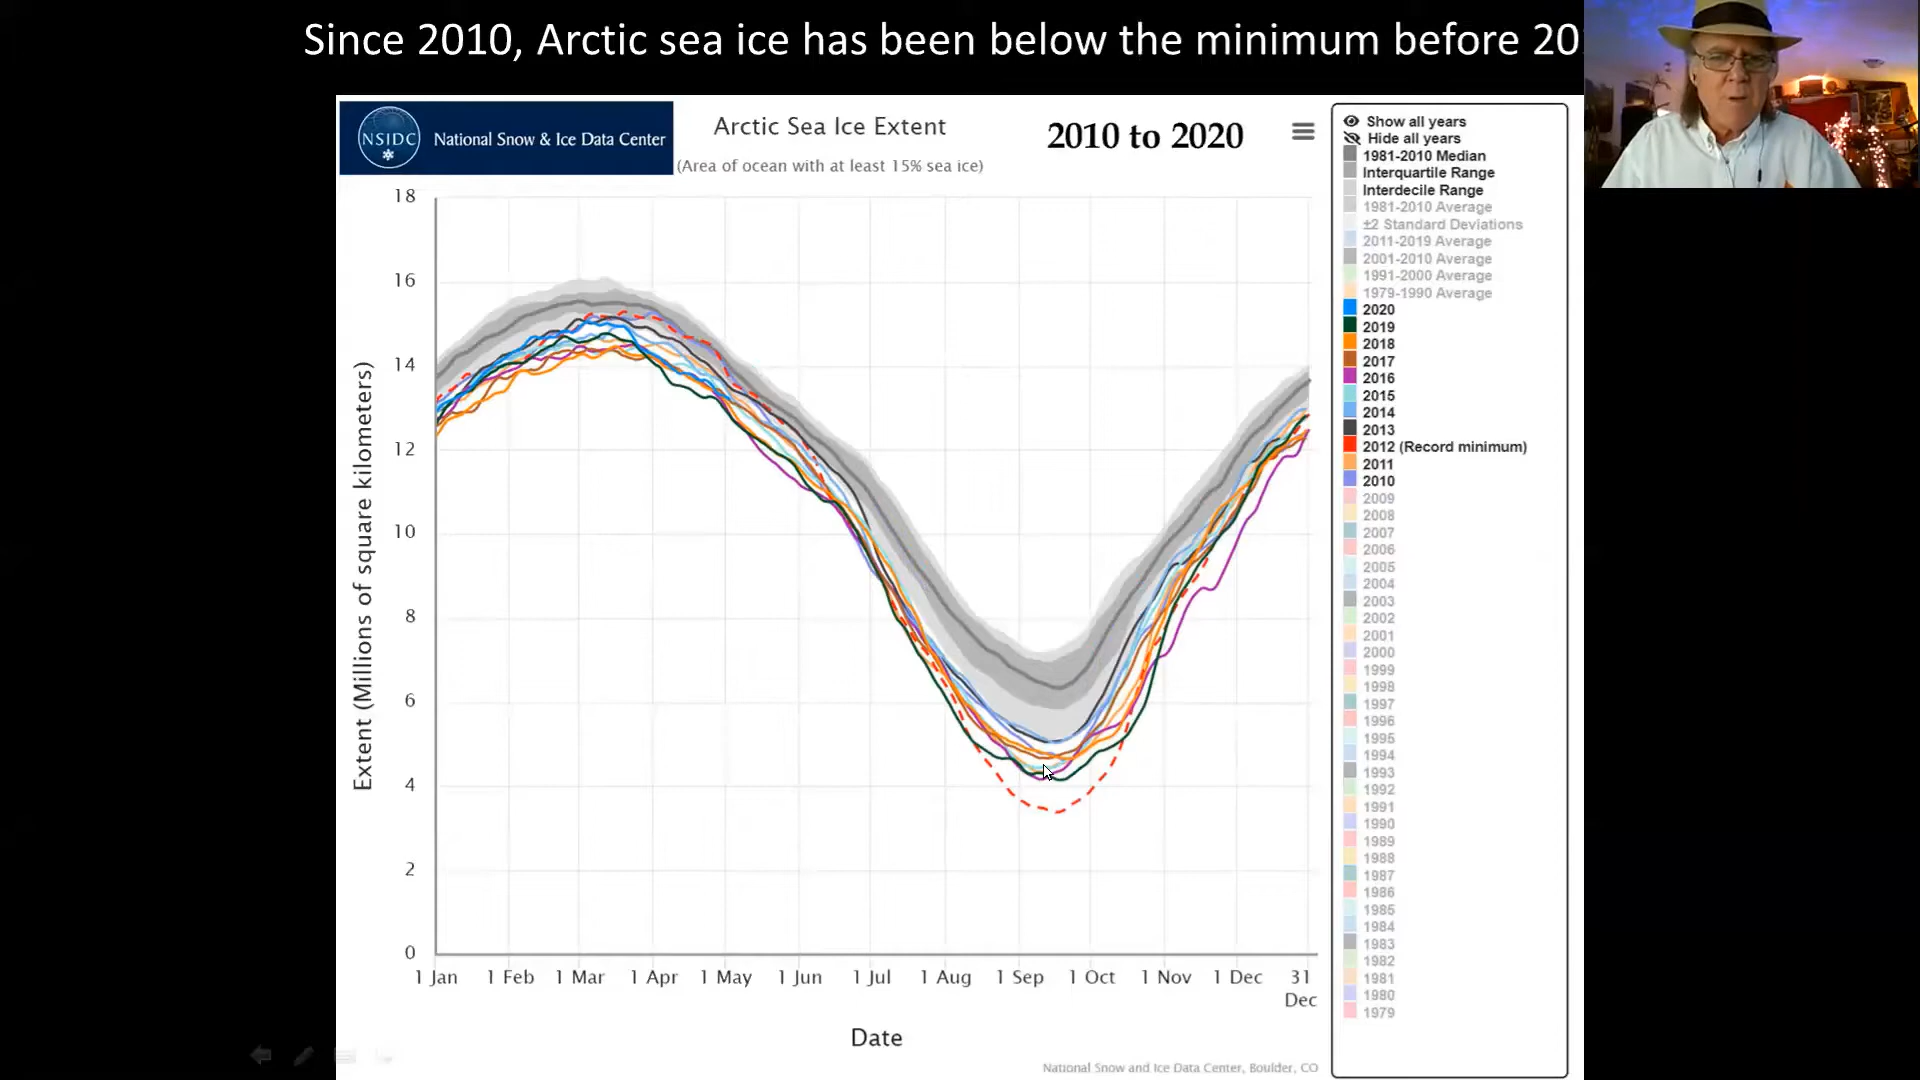 Since 2010, Arctic sea ice has been below the minimum before
NSIDC
National Snow & Ice Data Center
Arctic Sea Ice Extent
(Area of ocean with at least 15% sea ice)
2010 to 2020
Extent (Millions of square kilometers)
18
16
14
12
10
8
6
4
2
0
1 Jan
1 Feb
1 Mar
1 Apr
1 May
1 Jun
1 Jul
1 Aug
1 Sep
1 Oct
1 Nov
1 Dec
31
Dec
Date
National Snow and Ice Data Center, Boulder, CO
Show all years
Hide all years
1981-2010 Median
Interquartile Range
Interdecile Range
1981-2010 Average
±2 Standard Deviations
2011-2019 Average
2001-2010 Average
1991-2000 Average
1979-1990 Average
2020
2019
2018
2017
2016
2015
2014
2013
2012 (Record minimum)
2011
2010
2009
2008
2007
2006
2005
2004
2003
2002
2001
2000
1999
1998
1997
1996
1995
1994
1993
1992
1991
1990
1989
1988
1987
1986
1985
1984
1983
1982
1981
1980
1979